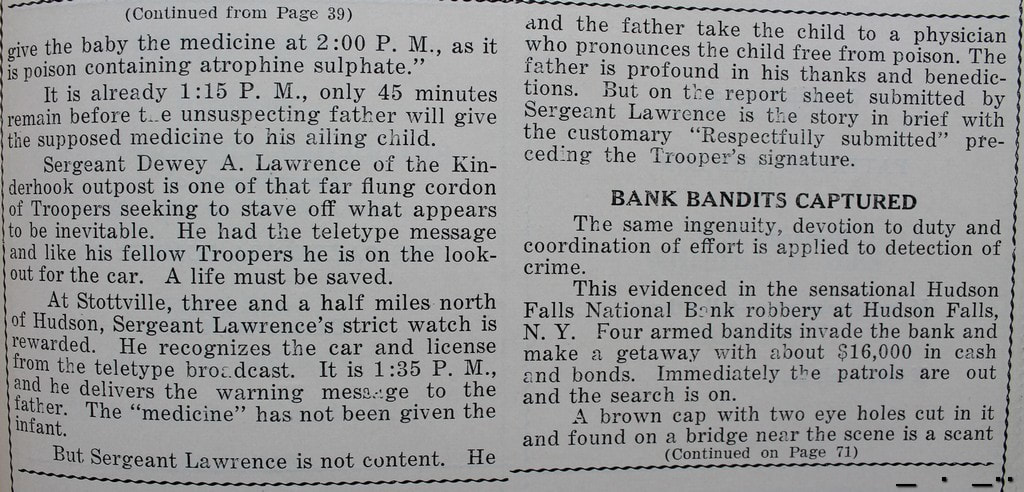 (Continued from Page 39)
give the baby the medicine at 2:00 P. M., as it
is poison containing atrophine sulphate."
It is already 1:15 P. M., only 45 minutes
remain before t e unsuspecting father will give
the supposed medicine to his ailing child.
Sergeant Dewey A. Lawrence of the Kin-
derhook outpost is one of that far flung cordon
of Troopers seeking to stave off what appears
to be inevitable. He had the teletype message
and like his fellow Troopers he is on the look-
out for the car. A life must be saved.
At Stottville, three and a half miles north
of Hudson, Sergeant Lawrence's strict watch is
rewarded. He recognizes the car and license
from the teletype broadcast. It is 1:35 P. M.,
and he delivers the warning message to the
father. The "medicine" has not been given the
infant.
But Sergeant Lawrence is not content. He
and the father take the child to a physician
who pronounces the child free from poison. The
father is profound in his thanks and benedic-
tions. But on the report sheet submitted by
Sergeant Lawrence is the story in brief with
the customary "Respectfully submitted" pre-
ceding the Trooper's signature.
BANK BANDITS CAPTURED
The same ingenuity, devotion to duty and
coordination of effort is applied to detection of
crime.
This evidenced in the sensational Hudson
Falls National Bank robbery at Hudson Falls,
N. Y. Four armed bandits invade the bank and
make a getaway with about $16,000 in cash
and bonds. Immediately the patrols are out
and the search is on.
A brown cap with two eye holes cut in it
and found on a bridge near the scene is a scant
(Continued on Page 71)